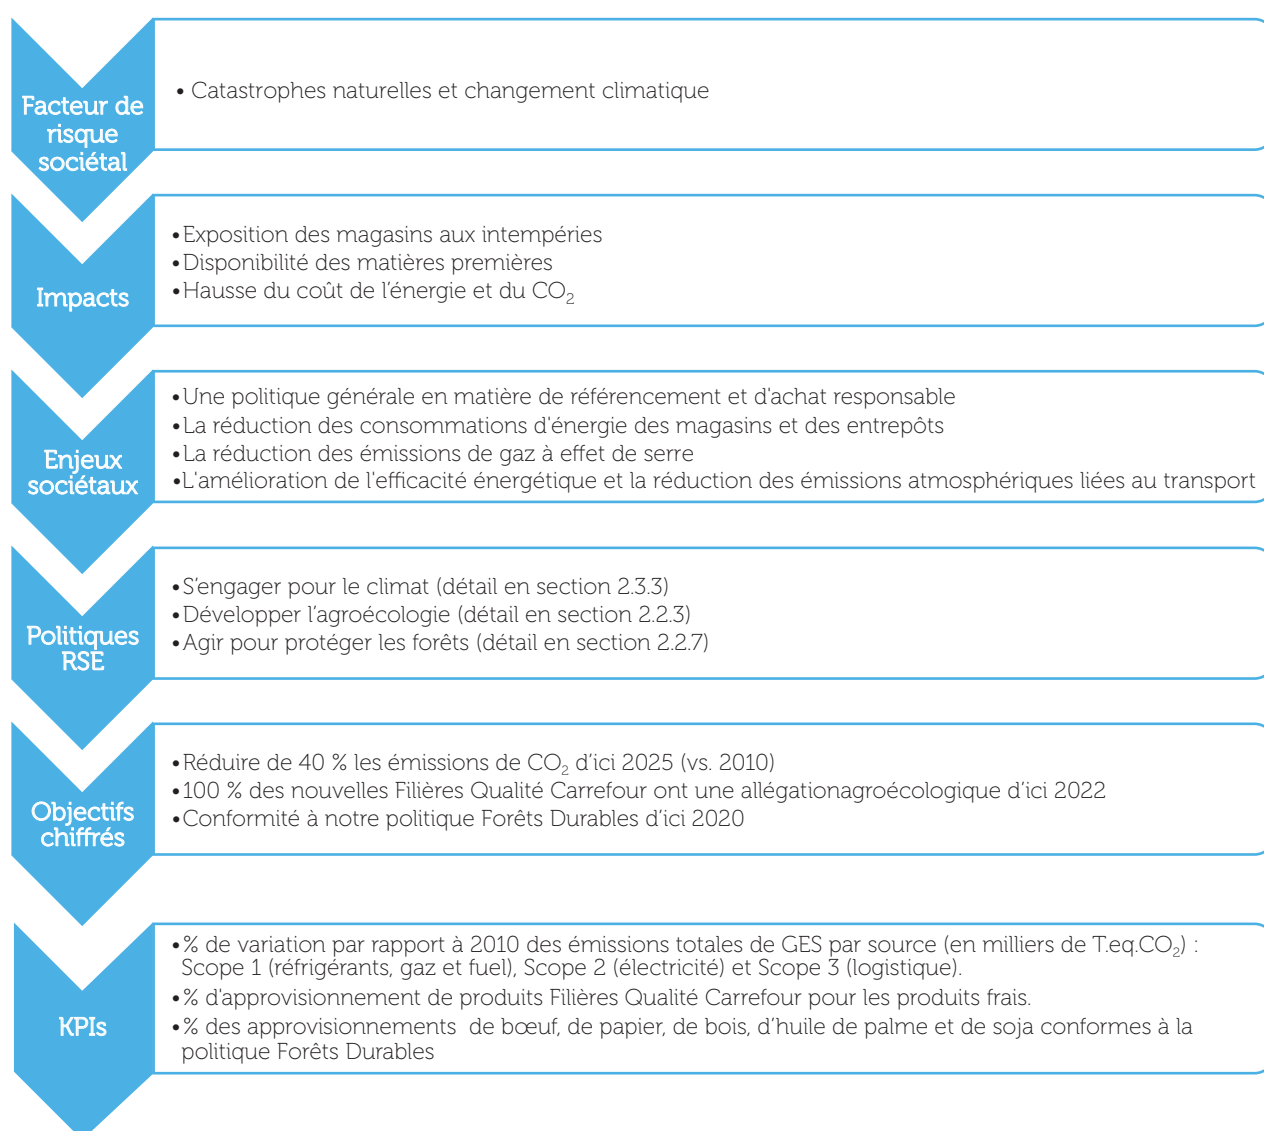 Facteur de
risque
sociétal
• Catastrophes naturelles et changement climatique
Impacts
•Exposition des magasins aux intempéries
•Disponibilité des matières premières
•Hausse du coût de l’énergie et du CO₂
Enjeux
sociétaux
•Une politique générale en matière de référencement et d'achat responsable
•La réduction des consommations d'énergie des magasins et des entrepôts
•La réduction des émissions de gaz à effet de serre
•L'amélioration de l'efficacité énergétique et la réduction des émissions atmosphériques liées au transport
Politiques
RSE
•S’engager pour le climat (détail en section 2.3.3)
•Développer l’agroécologie (détail en section 2.2.3)
•Agir pour protéger les forêts (détail en section 2.2.7)
Objectifs
chiffrés
•Réduire de 40 % les émissions de CO₂ d’ici 2025 (vs. 2010)
•100 % des nouvelles Filières Qualité Carrefour ont une allégationagroécologique d’ici 2022
•Conformité à notre politique Forêts Durables d’ici 2020
KPIs
•% de variation par rapport à 2010 des émissions totales de GES par source (en milliers de T.eq.CO₂) :
Scope 1 (réfrigérants, gaz et fuel), Scope 2 (électricité) et Scope 3 (logistique).
•% d'approvisionnement de produits Filières Qualité Carrefour pour les produits frais.
•% des approvisionnements de bœuf, de papier, de bois, d’huile de palme et de soja conformes à la
politique Forêts Durables